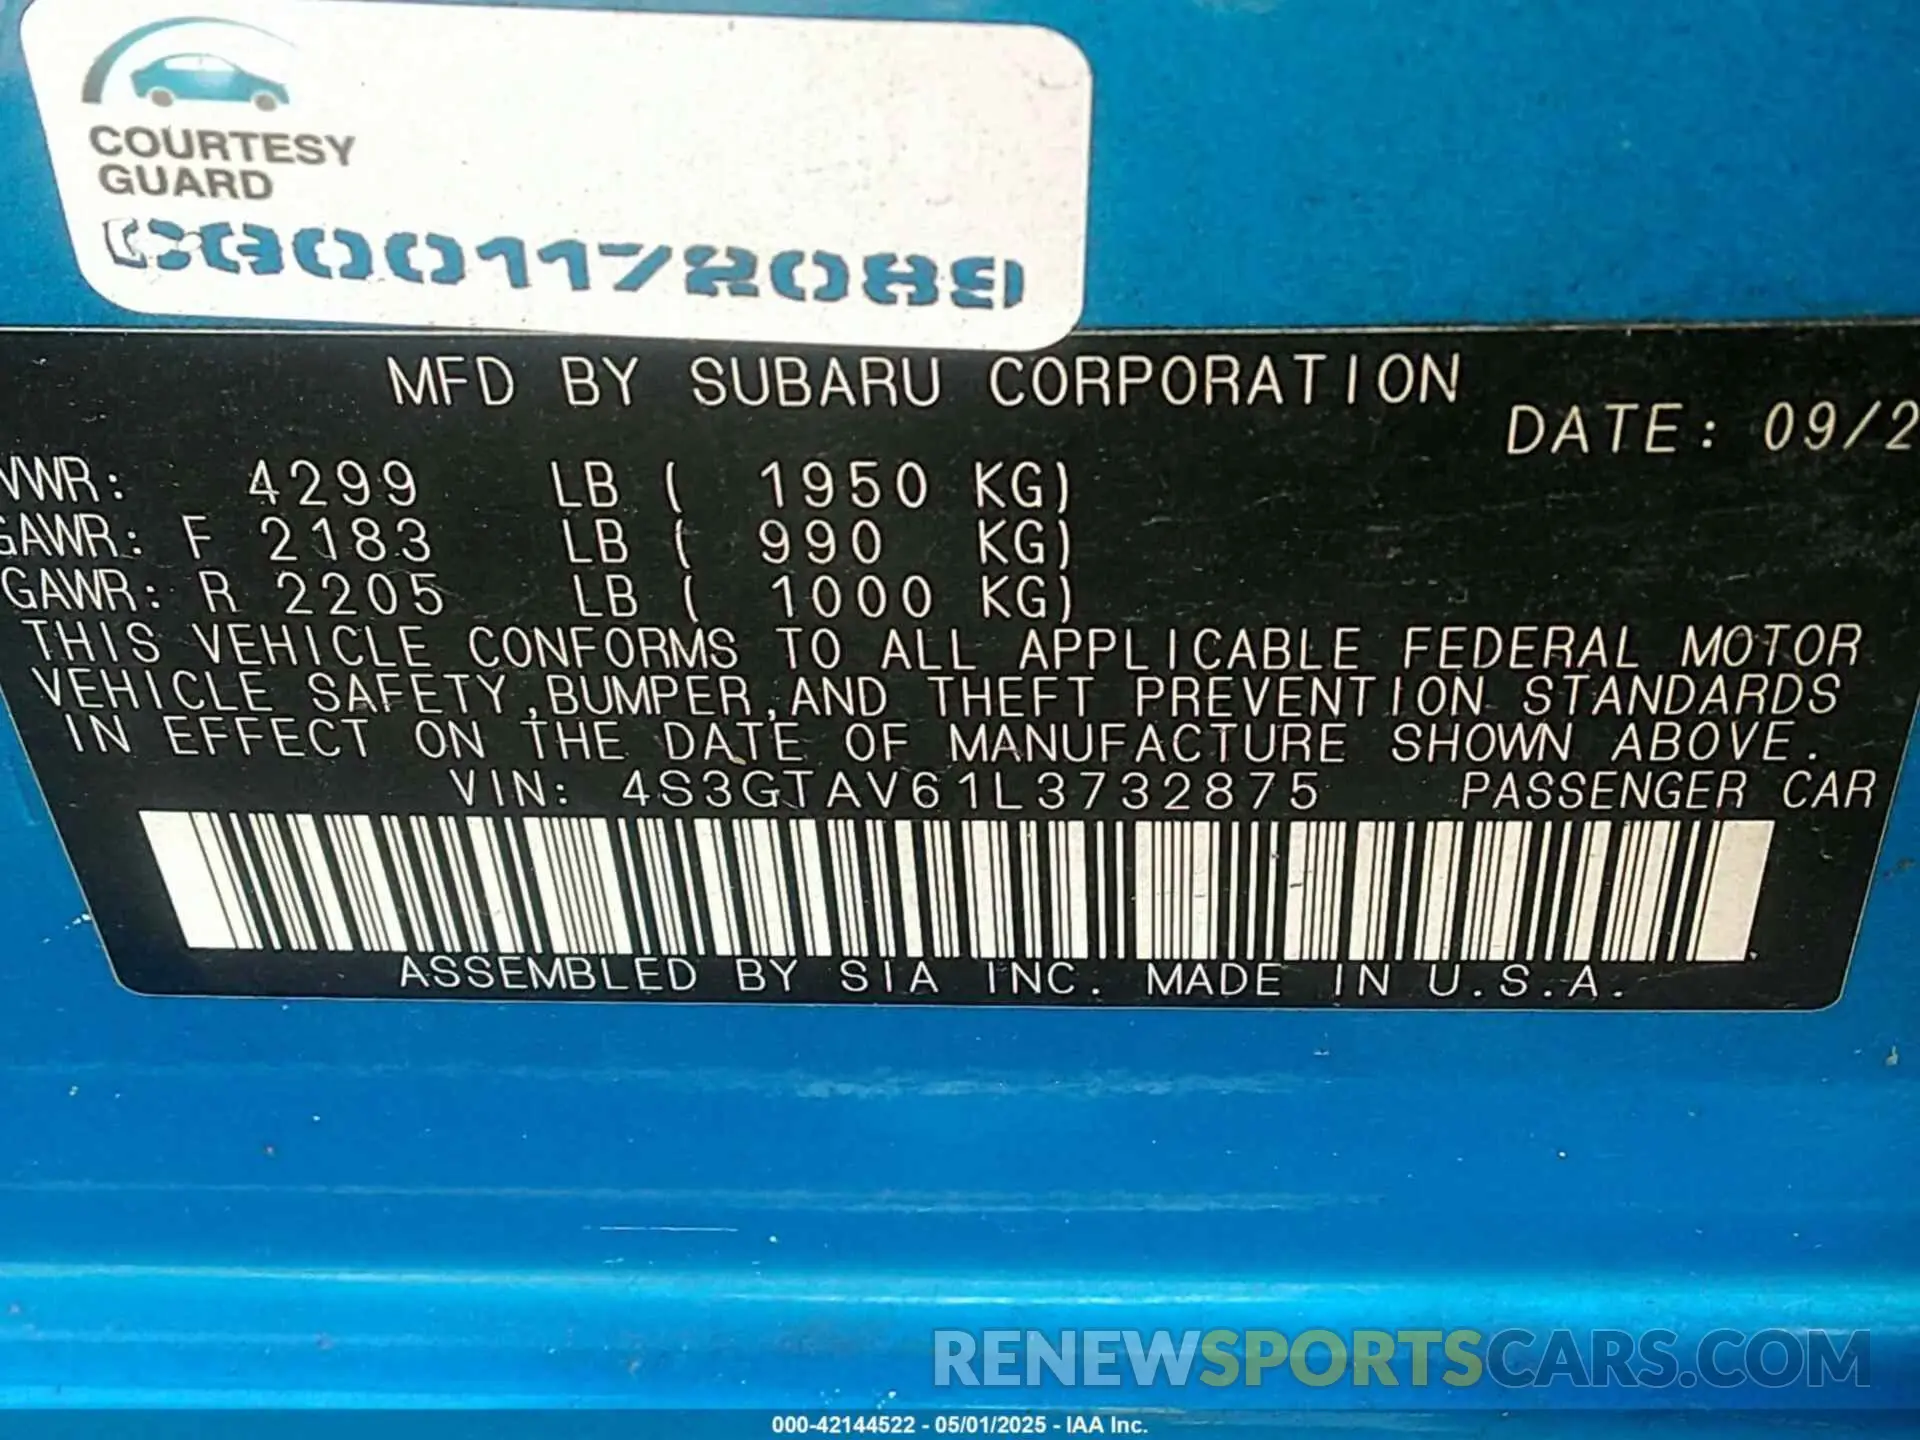 COURTESY
GUARD
CG001172089
MFD BY SUBARU CORPORATION
DATE: 09/2
VWR: 4299 LB ( 1950 KG)
GAWR: F 2183 LB ( 990 KG)
GAWR: R 2205 LB ( 1000 KG)
THIS VEHICLE CONFORMS TO ALL APPLICABLE FEDERAL MOTOR
VEHICLE SAFETY,BUMPER,AND THEFT PREVENTION STANDARDS
IN EFFECT ON THE DATE OF MANUFACTURE SHOWN ABOVE.
VIN: 4S3GTAV61L3732875 PASSENGER CAR
ASSEMBLED BY SIA INC. MADE IN U.S.A.
RENEWSPORTSCARS.COM
000-42144522 - 05/01/2025 - IAA Inc.